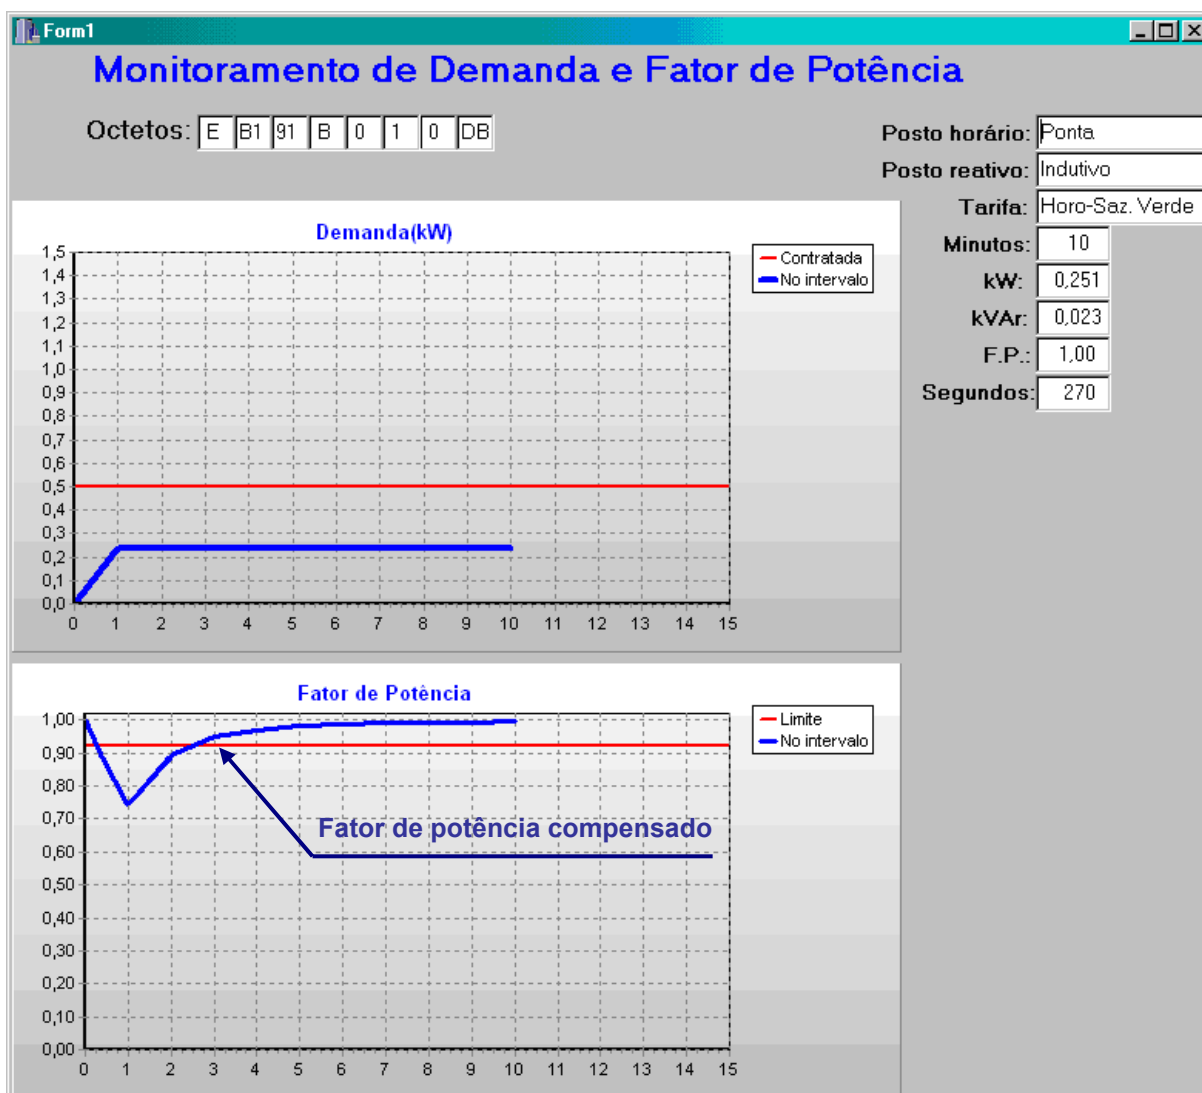 Form1
Monitoramento de Demanda e Fator de Potência
Octetos: E B1 91 B 0 1 0 DB
Posto horário: Ponta
Posto reativo: Indutivo
Tarifa: Horo-Saz. Verde
Minutos: 10
kW: 0,251
kVAr: 0,023
F.P.: 1,00
Segundos: 270
Demanda(kW)
1,5
1,4
1,3
1,2
1,1
1,0
0,9
0,8
0,7
0,6
0,5
0,4
0,3
0,2
0,1
0,0
0 1 2 3 4 5 6 7 8 9 10 11 12 13 14 15
Contratada
No intervalo
Fator de Potência
1,00
0,90
0,80
0,70
0,60
0,50
0,40
0,30
0,20
0,10
0,00
0 1 2 3 4 5 6 7 8 9 10 11 12 13 14 15
Limite
No intervalo
Fator de potência compensado